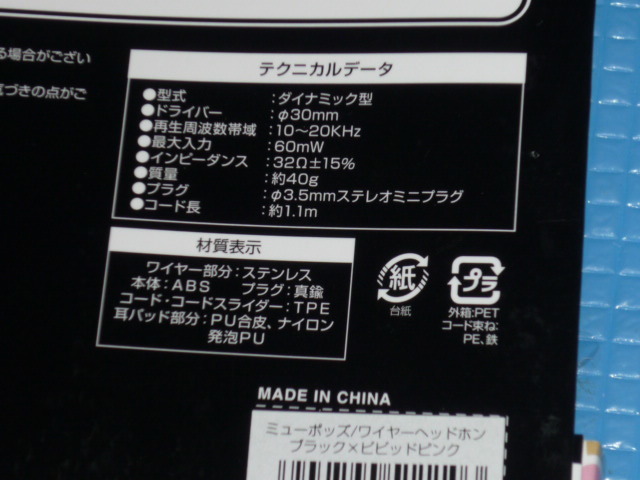 る場合がござい
づきの点がご
テクニカルデータ
●型式 :ダイナミック型
●ドライバー :φ30mm
●再生周波数帯域 :10〜20KHz
●最大入力 :60mW
●インピーダンス :32Ω±15%
●質量 :約40g
●プラグ :φ3.5mmステレオミニプラグ
●コード長 :約1.1m
材質表示
ワイヤー部分:ステンレス
本体:ABS プラグ:真鍮
コード・コードスライダー:TPE
耳パッド部分:PU合皮、ナイロン
発泡PU
紙
台紙
プラ
外箱:PET
コード束ね:
PE、鉄
MADE IN CHINA
ミューポッズ/ワイヤーヘッドホン
ブラック×ビビッドピンク